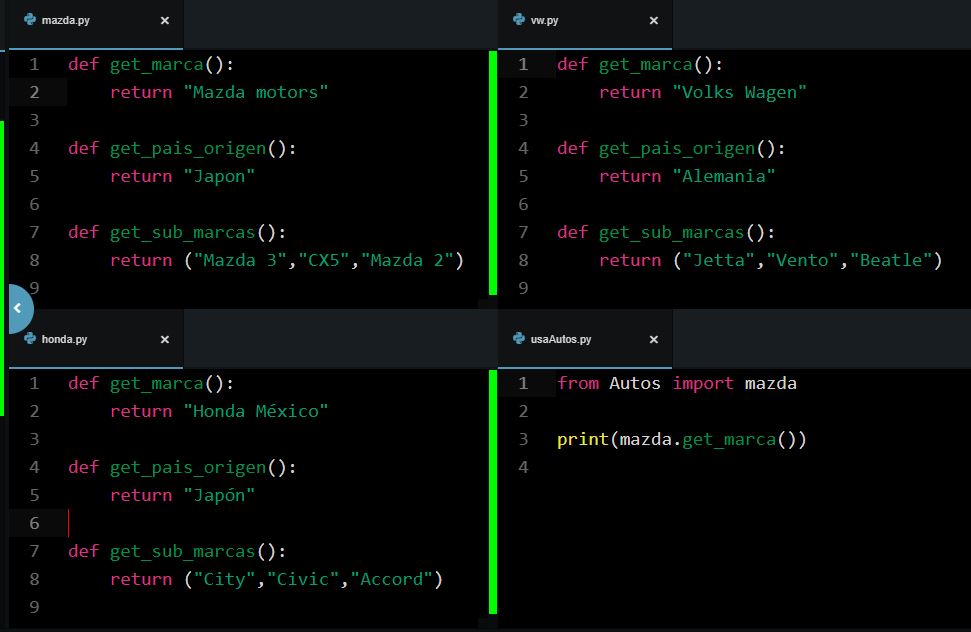 mazda.py ×
1 def get_marca():
2     return "Mazda motors"
3
4 def get_pais_origen():
5     return "Japon"
6
7 def get_sub_marcas():
8     return ("Mazda 3","CX5","Mazda 2")
9
vw.py ×
1 def get_marca():
2     return "Volks Wagen"
3
4 def get_pais_origen():
5     return "Alemania"
6
7 def get_sub_marcas():
8     return ("Jetta","Vento","Beatle")
9
honda.py ×
1 def get_marca():
2     return "Honda México"
3
4 def get_pais_origen():
5     return "Japón"
6
7 def get_sub_marcas():
8     return ("City","Civic","Accord")
9
usaAutos.py ×
1 from Autos import mazda
2
3 print(mazda.get_marca())
4